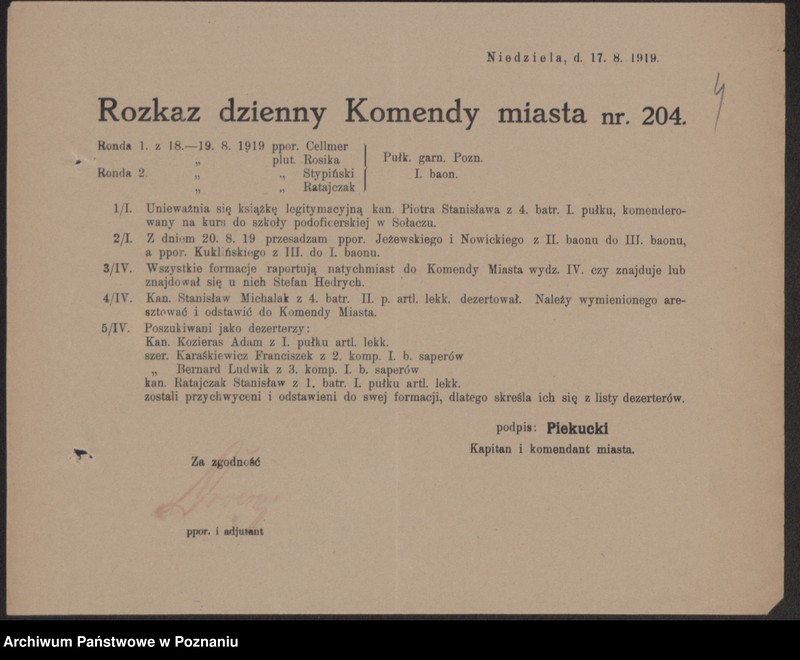 Niedziela, d. 17. 8. 1919.
4
Rozkaz dzienny Komendy miasta nr. 204.
Ronda 1. z 18.—19. 8. 1919 ppor. Cellmer
„ plut. Rosika
Ronda 2 „ „ Stypiński
„ „ Ratajczak
Pułk. garn. Pozn.
I. baon.
1/I. Unieważnia się książkę legitymacyjną kan. Piotra Stanisława z 4. batr. I. pułku, komendero-
wany na kurs do szkoły podoficerskiej w Sołaczu.
2/I. Z dniem 20. 8. 19 przesadzam ppor. Jeżewskiego i Nowickiego z II. baonu do III. baonu,
a ppor. Kuklińskiego z III. do I. baonu.
3/IV. Wszystkie formacje raportują natychmiast do Komendy Miasta wydz. IV. czy znajduje lub
znajdował się u nich Stefan Hedrych.
4/IV. Kan. Stanisław Michalak z 4. batr. II. p. artl. lekk. dezertował. Należy wymienionego are-
sztować i odstawić do Komendy Miasta.
5/IV. Poszukiwani jako dezerterzy:
Kan. Kozieras Adam z I. pułku artl. lekk.
szer. Karaśkiewicz Franciszek z 2. komp. I. b. saperów
„ Bernard Ludwik z 3. komp. I. b. saperów
kan. Ratajczak Stanisław z 1. batr. I. pułku artl. lekk.
zostali przychwyceni i odstawieni do swej formacji, dlatego skreśla ich się z listy dezerterów.
podpis: Piekucki
Kapitan i komendant miasta.
Za zgodność
ppor. i adjutant
Archiwum Państwowe w Poznaniu